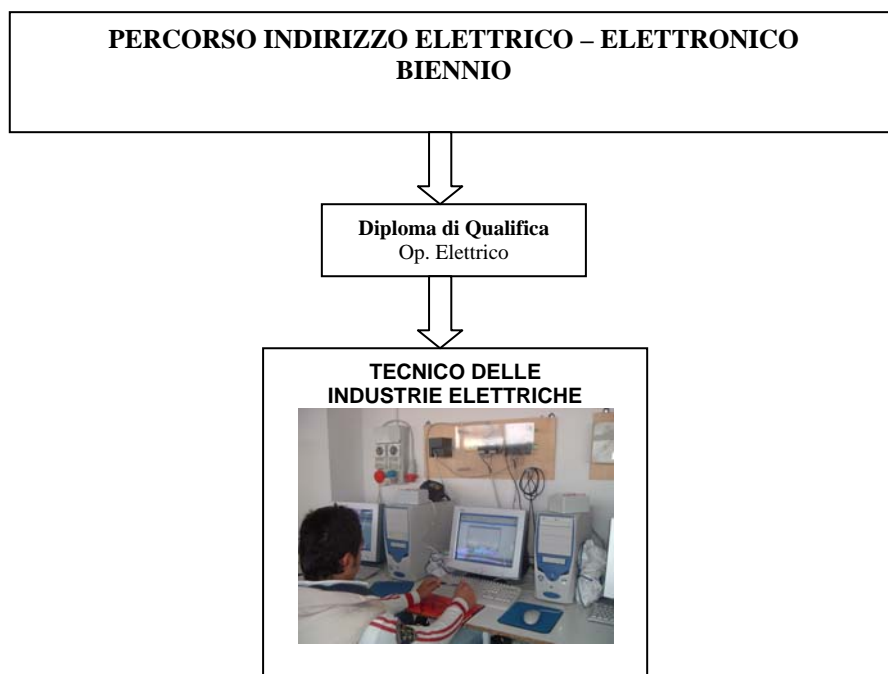 PERCORSO INDIRIZZO ELETTRICO – ELETTRONICO
BIENNIO
Diploma di Qualifica
Op. Elettrico
TECNICO DELLE
INDUSTRIE ELETTRICHE